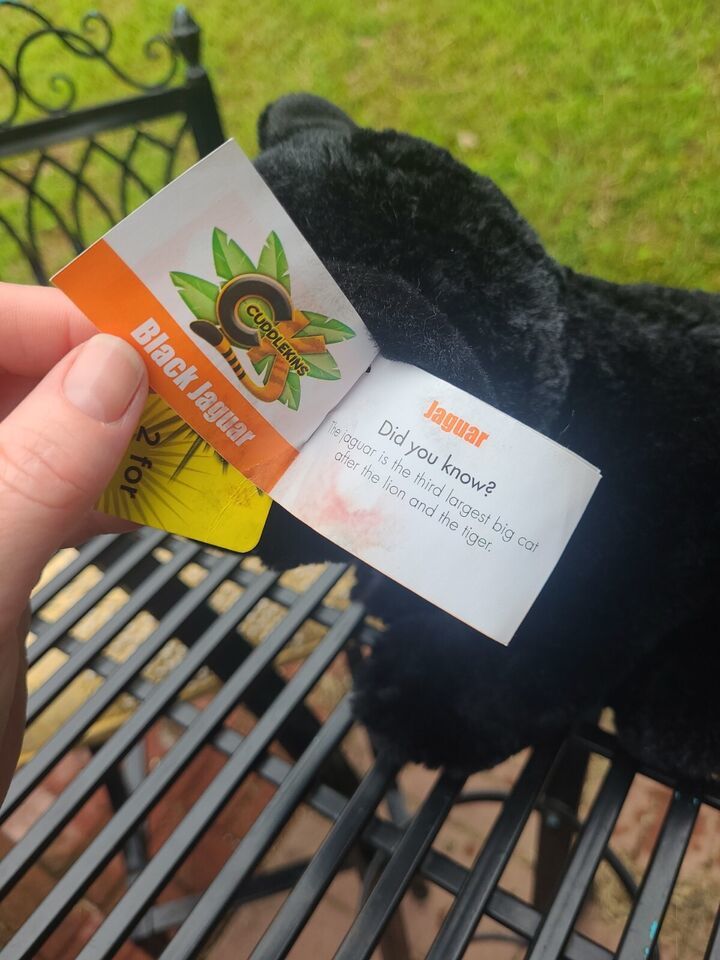 CK
CUDDLEKINS
Black Jaguar
2 for
Jaguar
Did you know?
The jaguar is the third largest big cat
after the lion and the tiger.